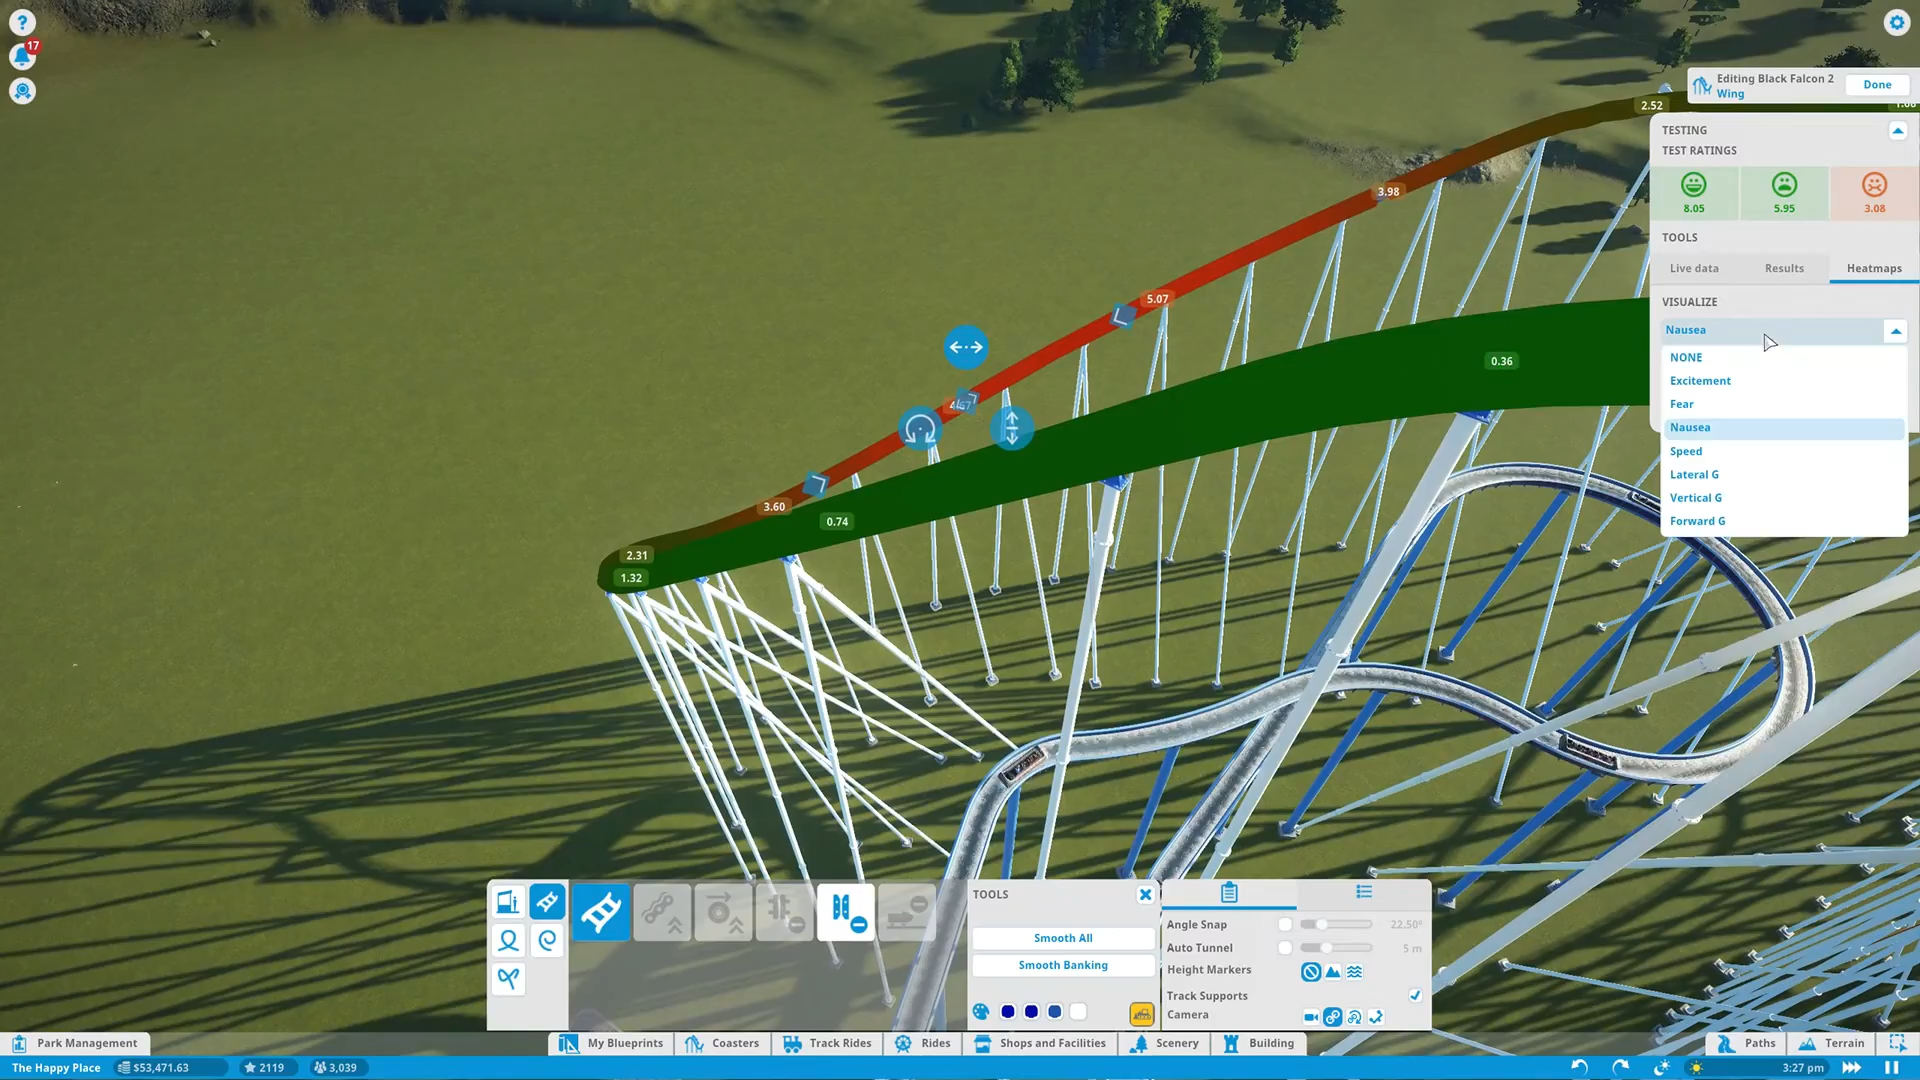 ?
17
Editing Black Falcon 2
Wing
Done
TESTING
TEST RATINGS
8.05
5.95
3.08
TOOLS
Live data
Results
Heatmaps
VISUALIZE
Nausea
NONE
Excitement
Fear
Nausea
Speed
Lateral G
Vertical G
Forward G
2.52
3.98
5.07
0.36
3.60
0.74
2.31
1.32
TOOLS
Smooth All
Smooth Banking
Angle Snap
22.50°
Auto Tunnel
5 m
Height Markers
Track Supports
Camera
Park Management
My Blueprints
Coasters
Track Rides
Rides
Shops and Facilities
Scenery
Building
Paths
Terrain
The Happy Place
$53,471.63
2119
3,039
3:27 pm